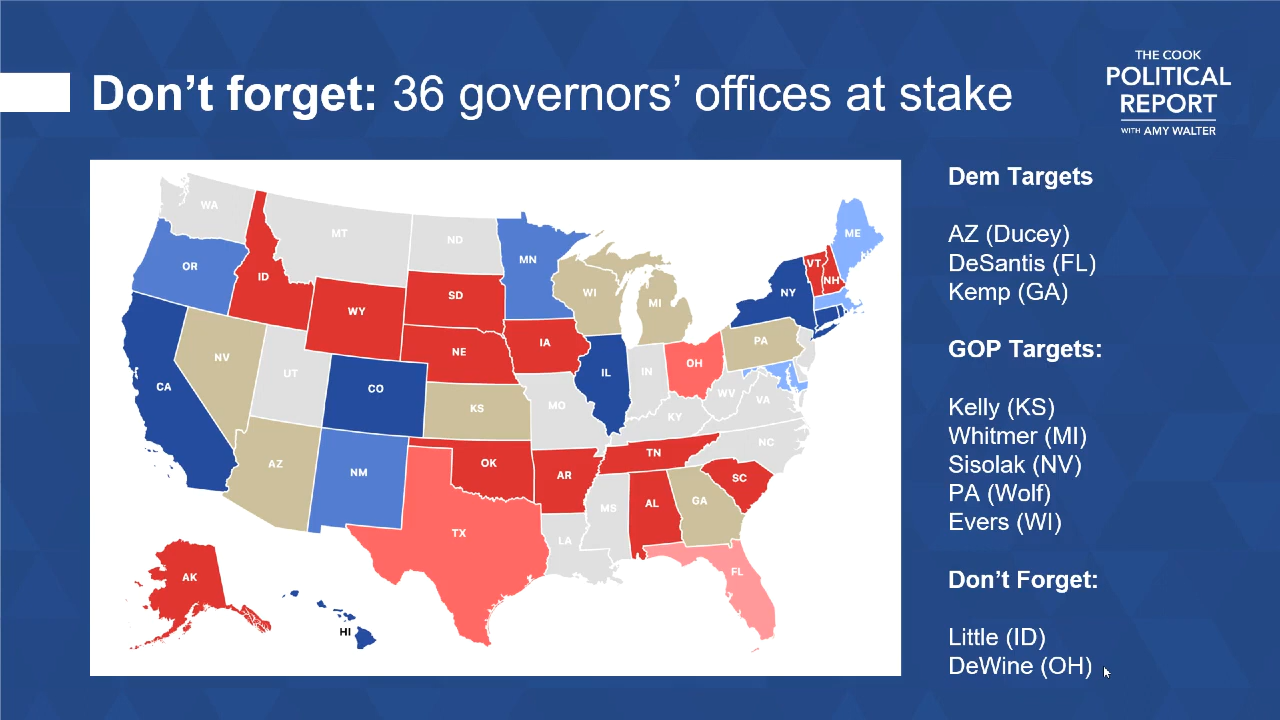 Don't forget: 36 governors' offices at stake
THE COOK
POLITICAL
REPORT
WITH AMY WALTER
WA
MT
ND
MN
ME
OR
ID
SD
WI
MI
VT
NH
NY
WY
IA
NE
PA
NV
UT
CO
IL
IN
OH
CA
KS
MO
WV
VA
KY
NC
AZ
NM
OK
AR
TN
SC
MS
AL
GA
TX
LA
FL
AK
HI
Dem Targets
AZ (Ducey)
DeSantis (FL)
Kemp (GA)
GOP Targets:
Kelly (KS)
Whitmer (MI)
Sisolak (NV)
PA (Wolf)
Evers (WI)
Don't Forget:
Little (ID)
DeWine (OH)